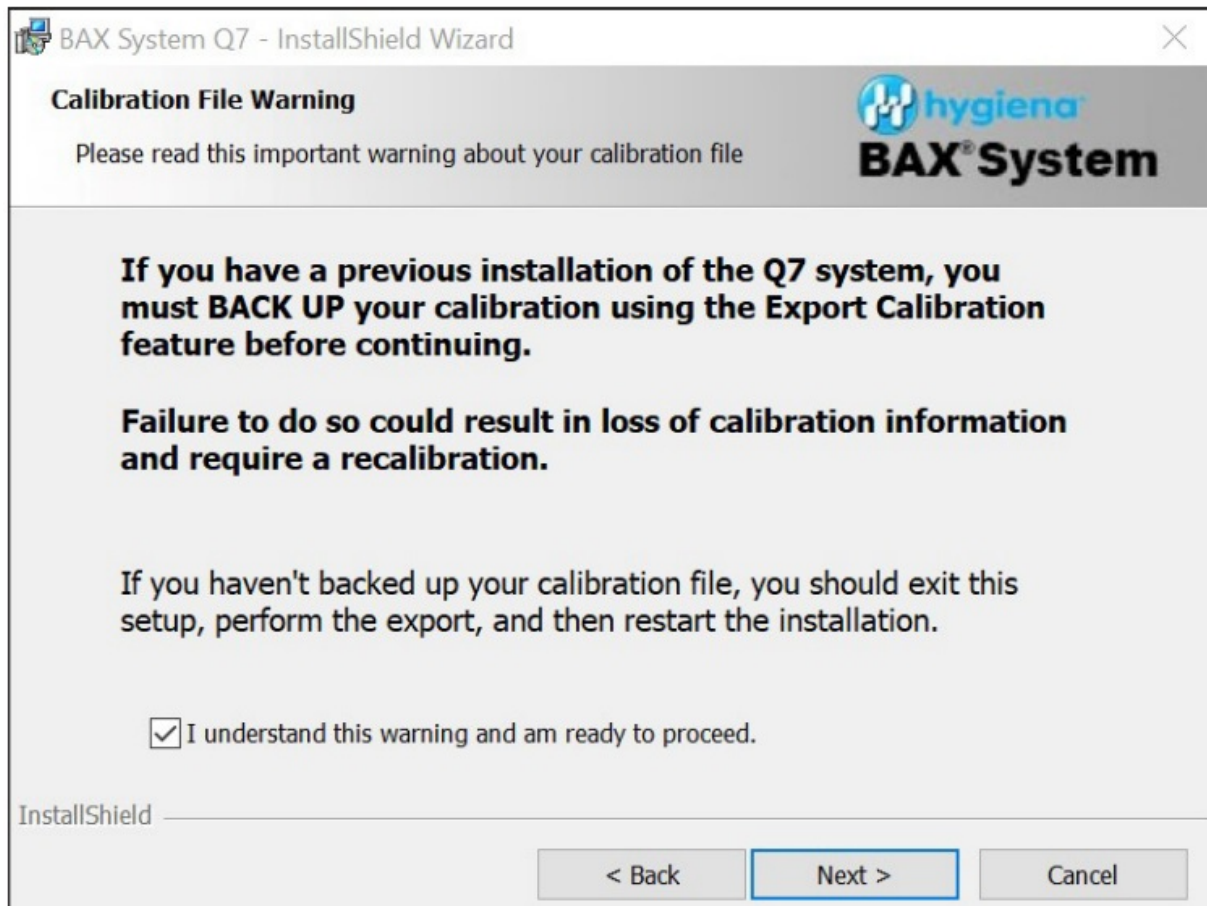 BAX System Q7 - InstallShield Wizard
Calibration File Warning
Please read this important warning about your calibration file
hygiena
BAX®System
If you have a previous installation of the Q7 system, you
must BACK UP your calibration using the Export Calibration
feature before continuing.
Failure to do so could result in loss of calibration information
and require a recalibration.
If you haven't backed up your calibration file, you should exit this
setup, perform the export, and then restart the installation.
I understand this warning and am ready to proceed.
InstallShield
< Back
Next >
Cancel